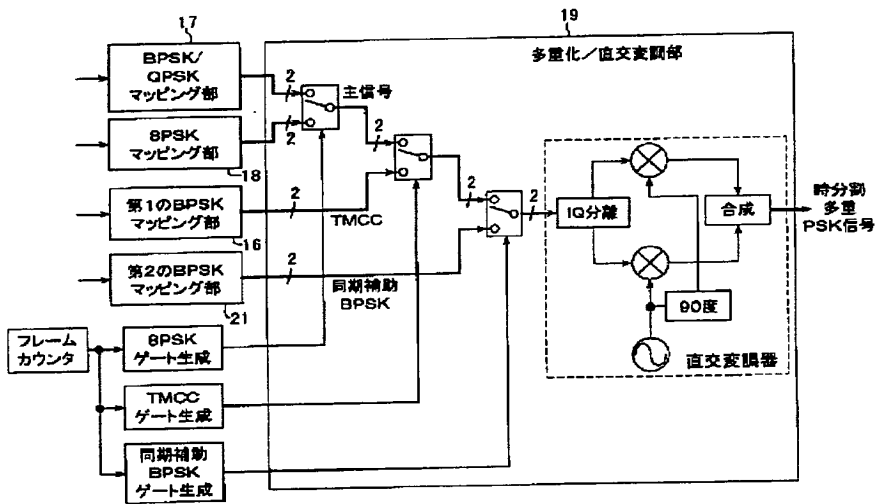 17
19
BPSK/
QPSK
マッピング部
2
主信号
多重化/直交変調部
8PSK
マッピング部
18
2
2
第1のBPSK
マッピング部
16
2
TMCC
2
2
IQ分離
合成
時分割
多重
PSK信号
第2のBPSK
マッピング部
21
2
同期補助
BPSK
90度
直交変調器
フレーム
カウンタ
8PSK
ゲート生成
TMCC
ゲート生成
同期補助
BPSK
ゲート生成